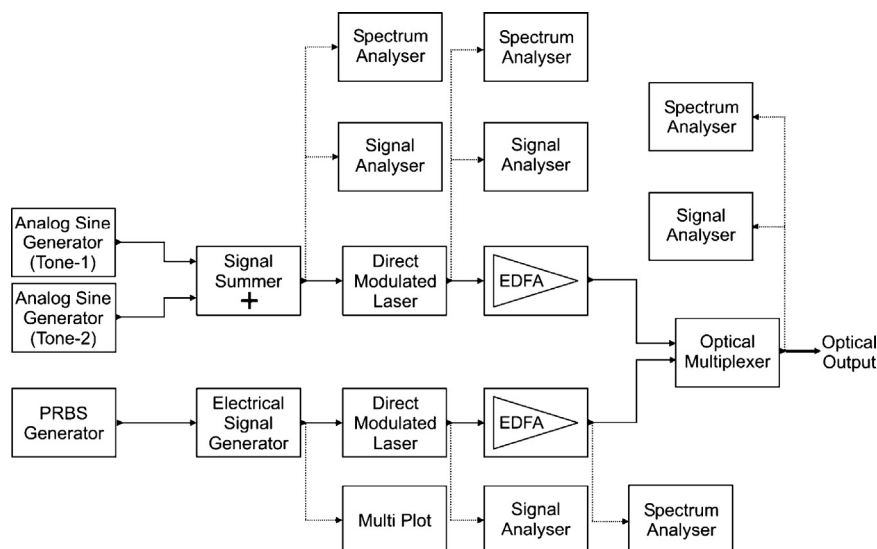 Spectrum
Analyser
Spectrum
Analyser
Spectrum
Analyser
Signal
Analyser
Signal
Analyser
Signal
Analyser
Analog Sine
Generator
(Tone-1)
Signal
Summer
+
Direct
Modulated
Laser
EDFA
Analog Sine
Generator
(Tone-2)
Optical
Multiplexer
Optical
Output
PRBS
Generator
Electrical
Signal
Generator
Direct
Modulated
Laser
EDFA
Multi Plot
Signal
Analyser
Spectrum
Analyser